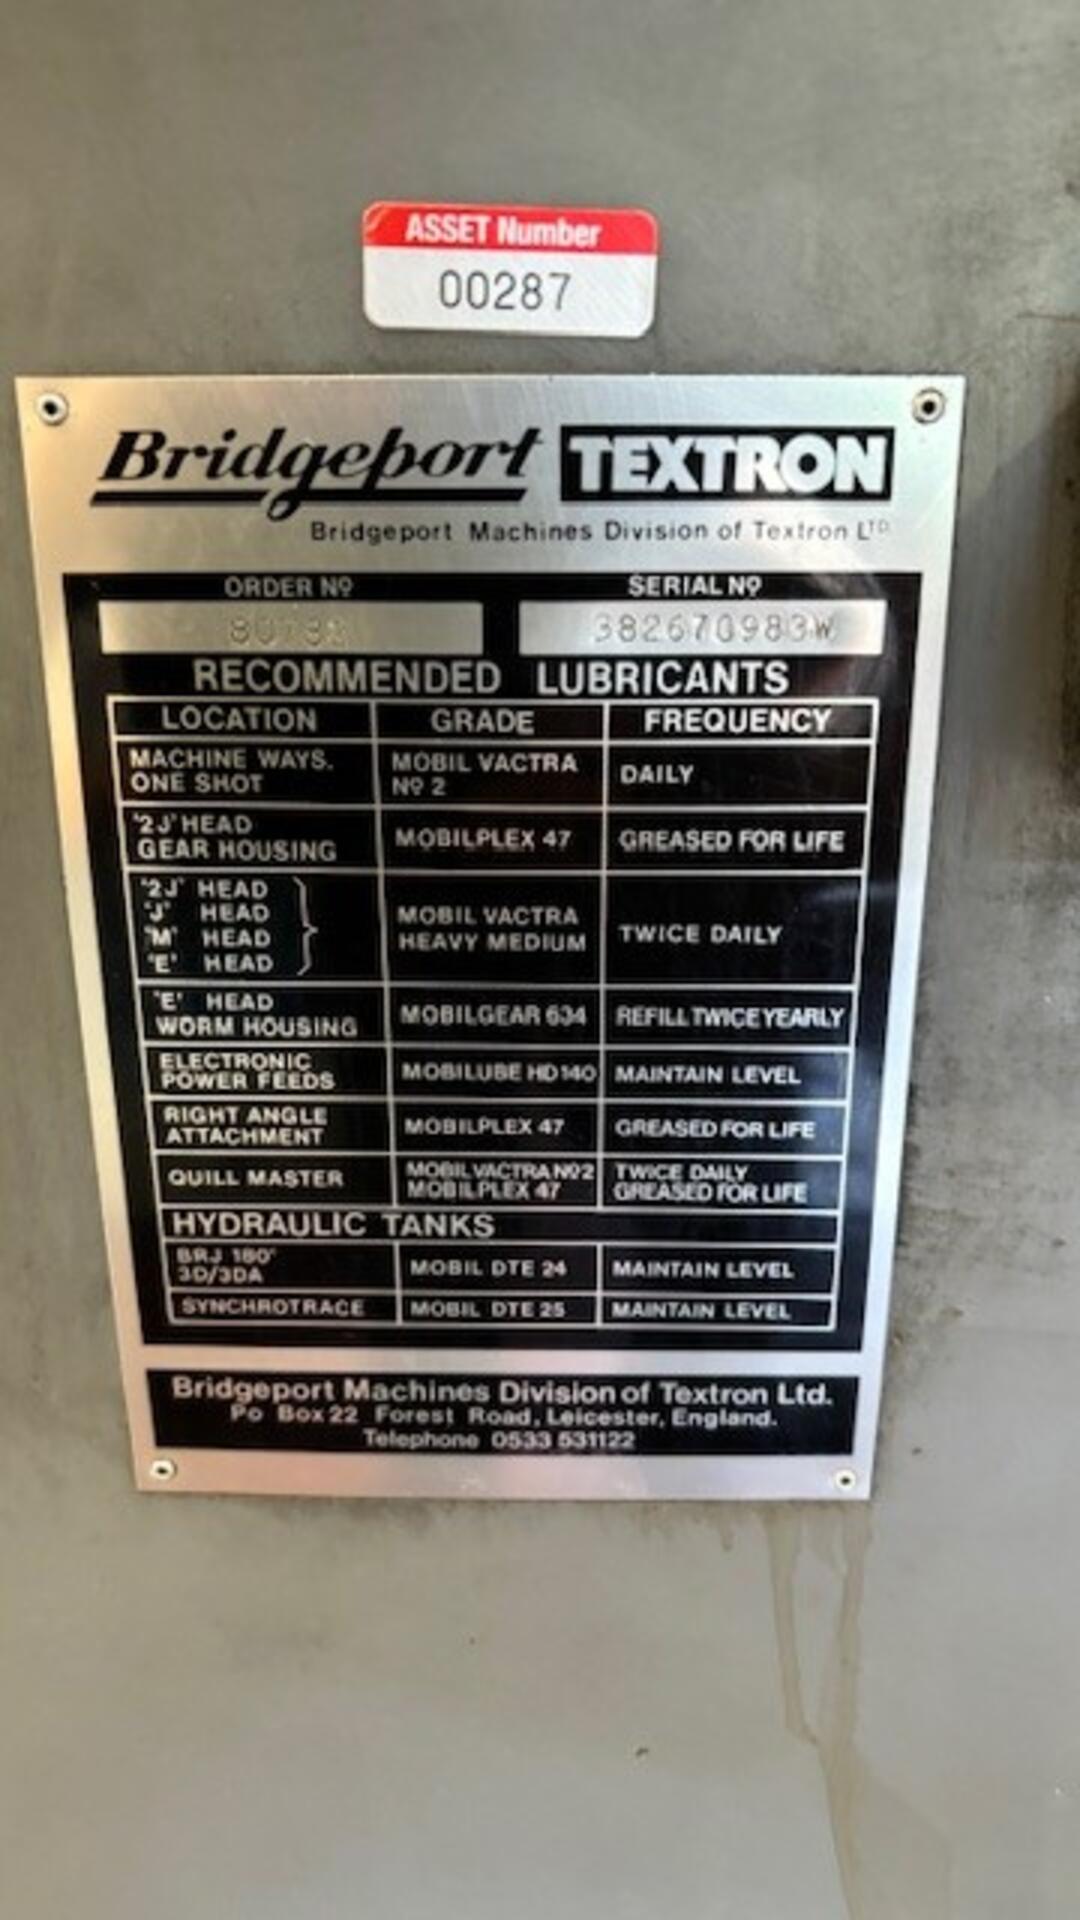 ASSET Number
00287
Bridgeport TEXTRON
Bridgeport Machines Division of Textron LTD.
ORDER Nº SERIAL Nº
382670983W
RECOMMENDED LUBRICANTS
LOCATION GRADE FREQUENCY
MACHINE WAYS. ONE SHOT MOBIL VACTRA Nº 2 DAILY
'2J' HEAD GEAR HOUSING MOBILPLEX 47 GREASED FOR LIFE
'2J' HEAD
'J' HEAD
'M' HEAD
'E' HEAD
MOBIL VACTRA HEAVY MEDIUM TWICE DAILY
'E' HEAD WORM HOUSING MOBILGEAR 634 REFILL TWICE YEARLY
ELECTRONIC POWER FEEDS MOBILUBE HD 140 MAINTAIN LEVEL
RIGHT ANGLE ATTACHMENT MOBILPLEX 47 GREASED FOR LIFE
QUILL MASTER MOBIL VACTRA Nº 2 TWICE DAILY
MOBILPLEX 47 GREASED FOR LIFE
HYDRAULIC TANKS
BRJ 180° 3D/3DA MOBIL DTE 24 MAINTAIN LEVEL
SYNCHROTRACE MOBIL DTE 25 MAINTAIN LEVEL
Bridgeport Machines Division of Textron Ltd.
Po Box 22 Forest Road, Leicester, England.
Telephone 0533 531122